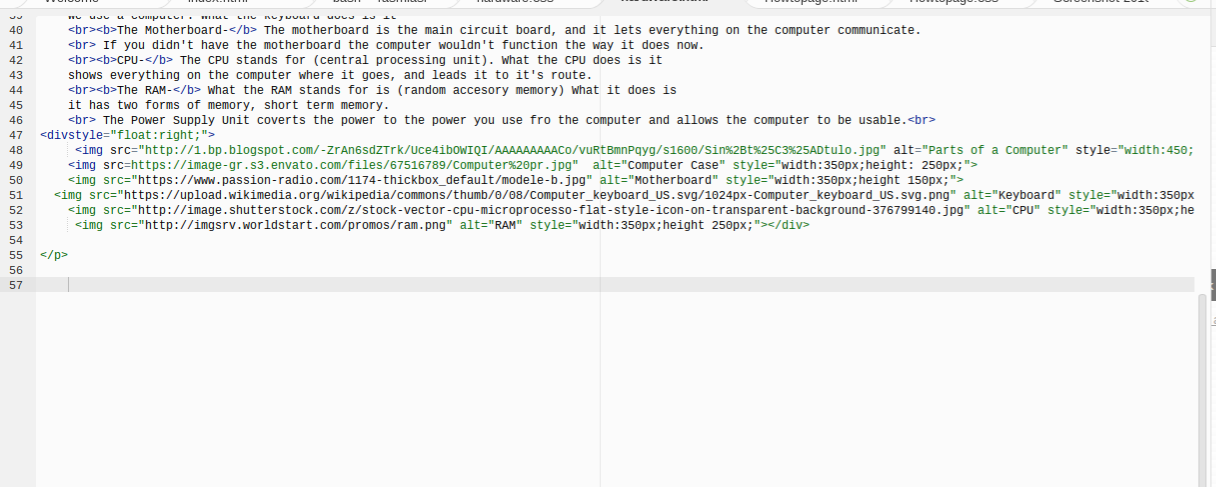 Welcome index.html bash - "rasmlasi" hardware.css Howtopage.html Howtopage.css Screenshot 201
39 we use a computer. What the keyboard does is it
40 <br><b>The Motherboard-</b> The motherboard is the main circuit board, and it lets everything on the computer communicate.
41 <br> If you didn't have the motherboard the computer wouldn't function the way it does now.
42 <br><b>CPU-</b> The CPU stands for (central processing unit). What the CPU does is it
43 shows everything on the computer where it goes, and leads it to it's route.
44 <br><b>The RAM-</b> What the RAM stands for is (random accesory memory) What it does is
45 it has two forms of memory, short term memory.
46 <br> The Power Supply Unit coverts the power to the power you use fro the computer and allows the computer to be usable.<br>
47 <divstyle="float:right;">
48 <img src="http://1.bp.blogspot.com/-ZrAn6sdZTrk/Uce4ibOWIQI/AAAAAAAAACo/vuRtBmnPqyg/s1600/Sin%2Bt%25C3%25ADtulo.jpg" alt="Parts of a Computer" style="width:450;
49 <img src=https://image-gr.s3.envato.com/files/67516789/Computer%20pr.jpg" alt="Computer Case" style="width:350px;height: 250px;">
50 <img src="https://www.passion-radio.com/1174-thickbox_default/modele-b.jpg" alt="Motherboard" style="width:350px;height 150px;">
51 <img src="https://upload.wikimedia.org/wikipedia/commons/thumb/0/08/Computer_keyboard_US.svg/1024px-Computer_keyboard_US.svg.png" alt="Keyboard" style="width:350px
52 <img src="http://image.shutterstock.com/z/stock-vector-cpu-microprocesso-flat-style-icon-on-transparent-background-376799140.jpg" alt="CPU" style="width:350px;he
53 <img src="http://imgsrv.worldstart.com/promos/ram.png" alt="RAM" style="width:350px;height 250px;"></div>
54
55 </p>
56
57